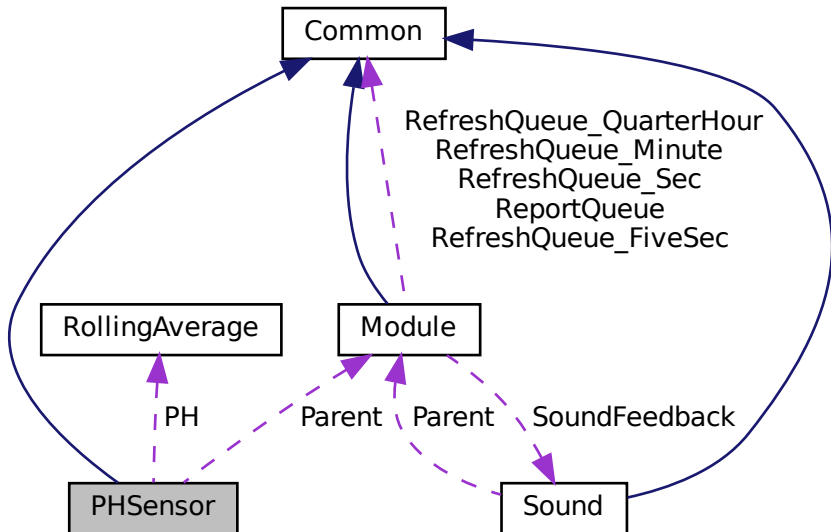 Common
RefreshQueue_QuarterHour
RefreshQueue_Minute
RefreshQueue_Sec
ReportQueue
RefreshQueue_FiveSec
RollingAverage
Module
PH
Parent
Parent
SoundFeedback
PHSensor
Sound